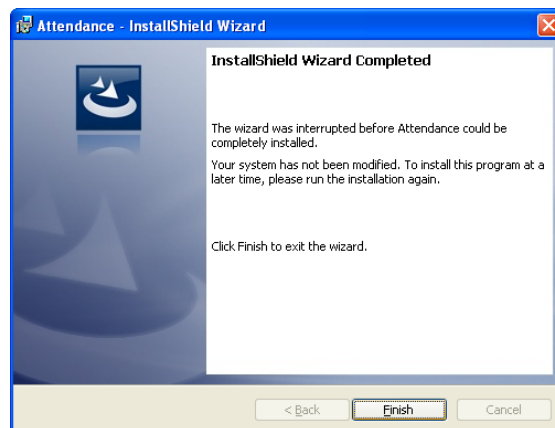 Attendance - InstallShield Wizard
InstallShield Wizard Completed
The wizard was interrupted before Attendance could be
completely installed.
Your system has not been modified. To install this program at a
later time, please run the installation again.
Click Finish to exit the wizard.
< Back
Finish
Cancel